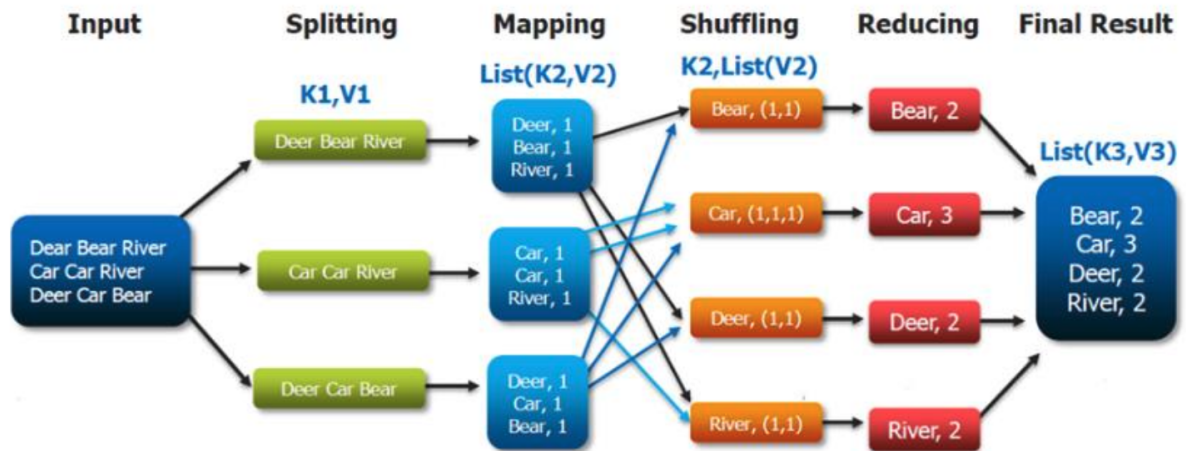 Input
Splitting
Mapping
Shuffling
Reducing
Final Result
K1,V1
List(K2,V2)
K2,List(V2)
List(K3,V3)
Dear Bear River
Car Car River
Deer Car Bear
Deer Bear River
Car Car River
Deer Car Bear
Deer, 1
Bear, 1
River, 1
Car, 1
Car, 1
River, 1
Deer, 1
Car, 1
Bear, 1
Bear, (1,1)
Car, (1,1,1)
Deer, (1,1)
River, (1,1)
Bear, 2
Car, 3
Deer, 2
River, 2
Bear, 2
Car, 3
Deer, 2
River, 2